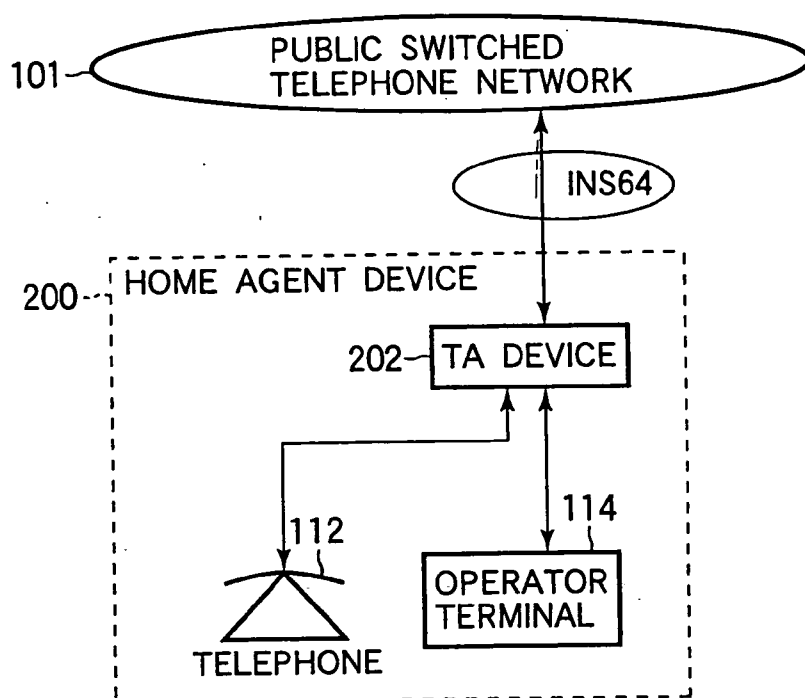 PUBLIC SWITCHED
TELEPHONE NETWORK
101
INS64
HOME AGENT DEVICE
200
202
TA DEVICE
112
114
OPERATOR
TERMINAL
TELEPHONE